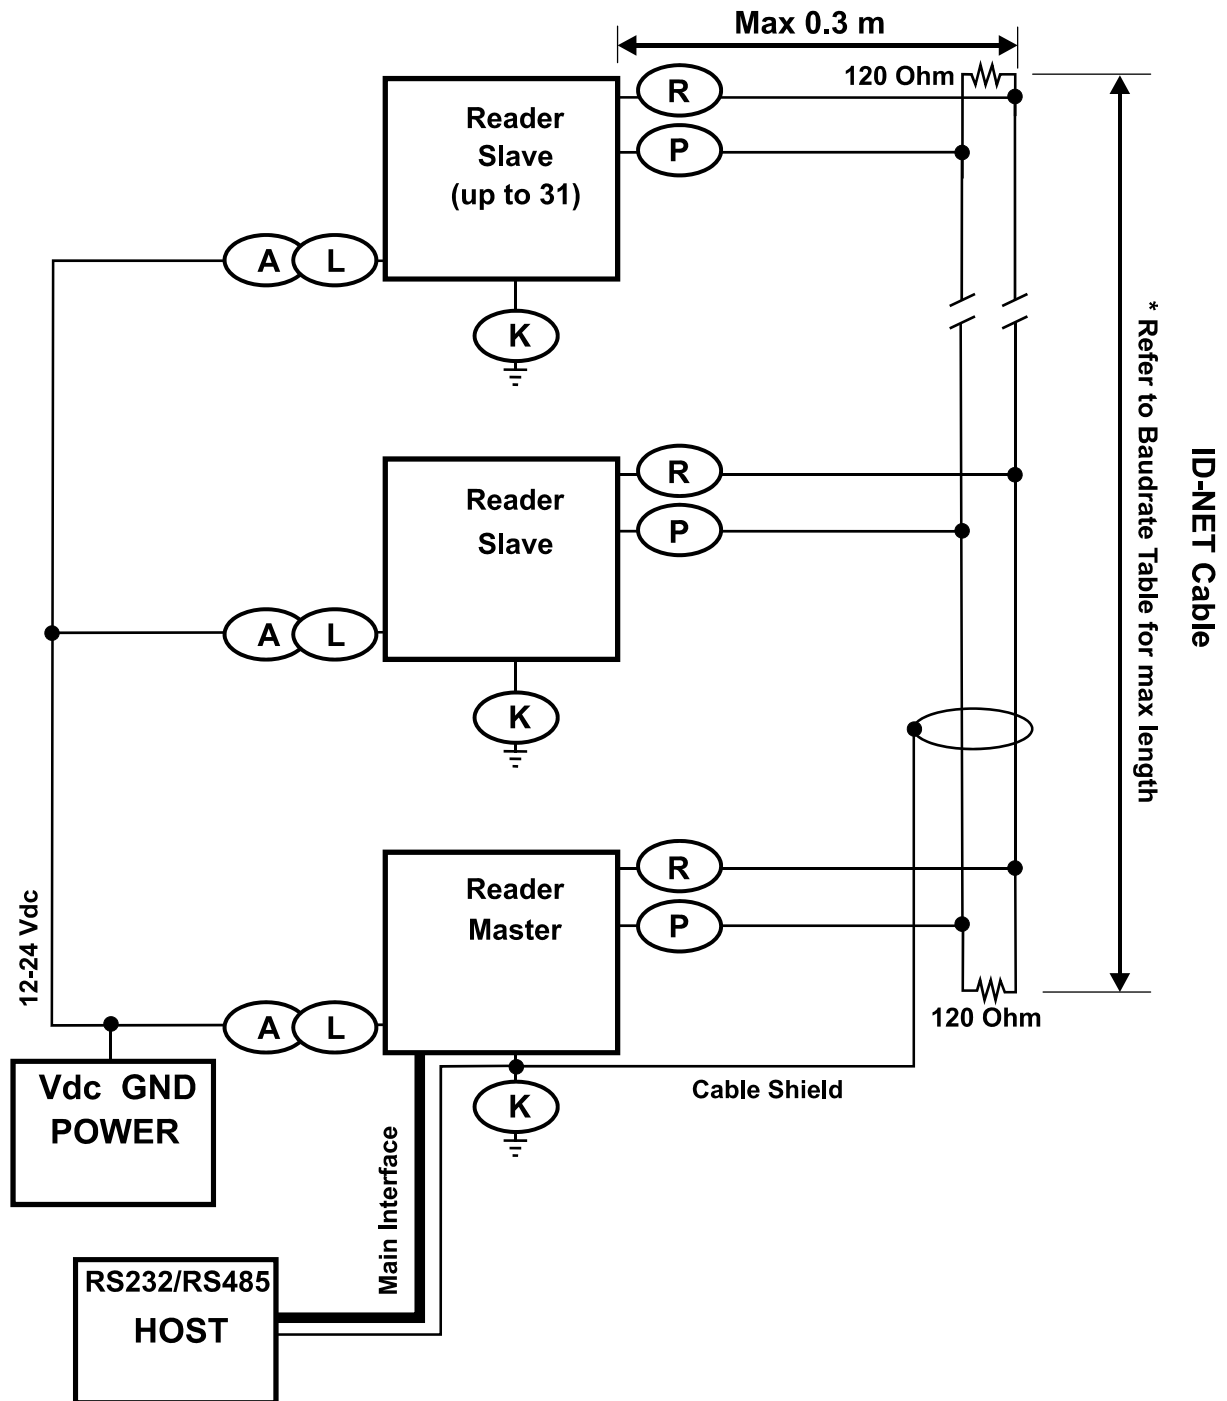 Max 0.3 m
120 Ohm
R
P
Reader
Slave
(up to 31)
A L
K
* Refer to Baudrate Table for max length
ID-NET Cable
R
P
Reader
Slave
A L
K
R
P
Reader
Master
12-24 Vdc
A L
120 Ohm
Vdc GND
POWER
Cable Shield
K
Main Interface
RS232/RS485
HOST